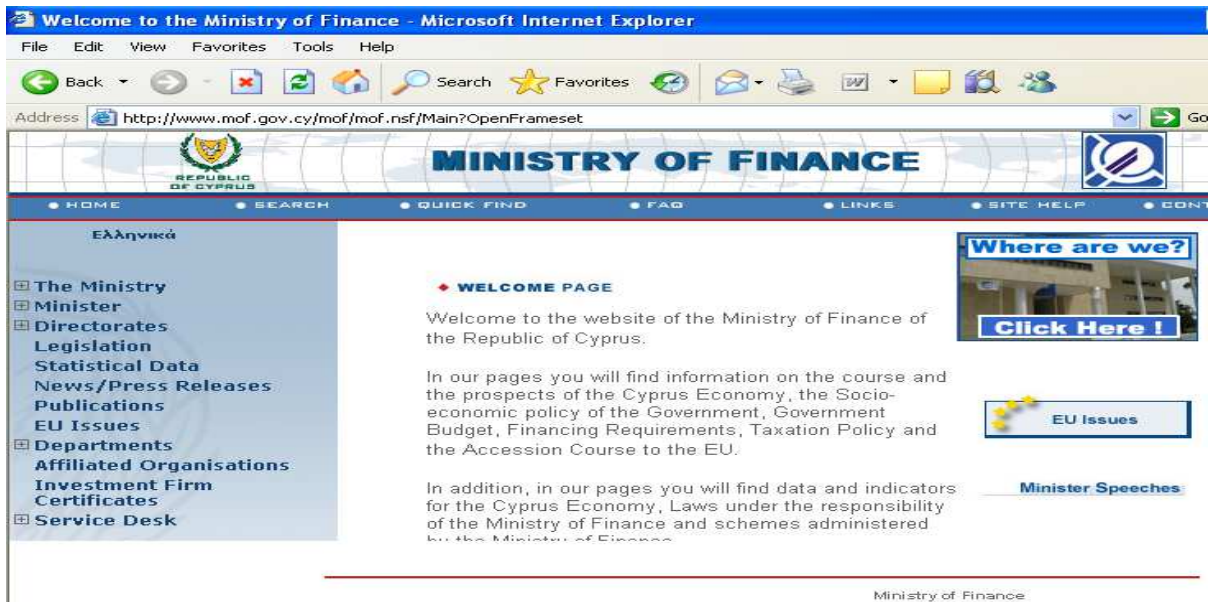 Welcome to the Ministry of Finance - Microsoft Internet Explorer
File Edit View Favorites Tools Help
Back Search Favorites
Address http://www.mof.gov.cy/mof/mof.nsf/Main?OpenFrameset Go
REPUBLIC
OF CYPRUS
MINISTRY OF FINANCE
HOME SEARCH QUICK FIND FAQ LINKS SITE HELP CONT
Ελληνικά
The Ministry
Minister
Directorates
Legislation
Statistical Data
News/Press Releases
Publications
EU Issues
Departments
Affiliated Organisations
Investment Firm
Certificates
Service Desk
WELCOME PAGE
Welcome to the website of the Ministry of Finance of
the Republic of Cyprus.
In our pages you will find information on the course and
the prospects of the Cyprus Economy, the Socio-
economic policy of the Government, Government
Budget, Financing Requirements, Taxation Policy and
the Accession Course to the EU.
In addition, in our pages you will find data and indicators
for the Cyprus Economy, Laws under the responsibility
of the Ministry of Finance and schemes administered
by the Ministry of Finance
Where are we?
Click Here !
EU Issues
Minister Speeches
Ministry of Finance